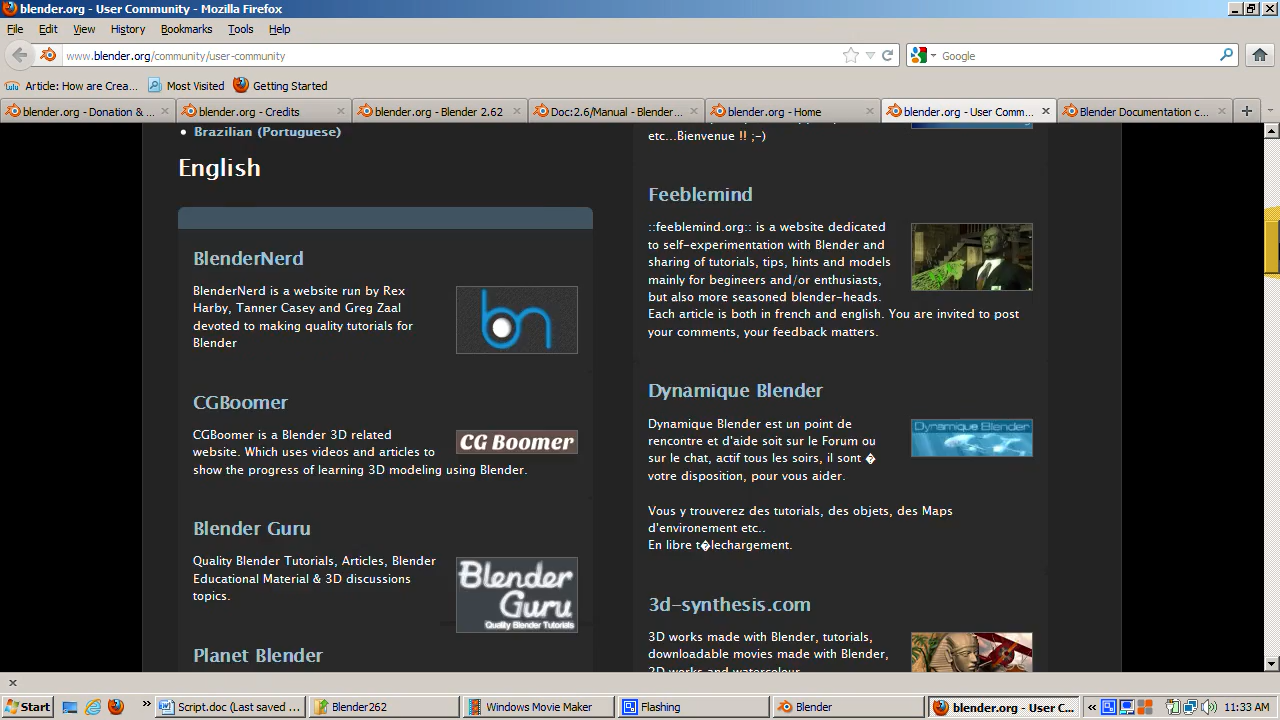 blender.org - User Community - Mozilla Firefox
File Edit View History Bookmarks Tools Help
www.blender.org/community/user-community
Google
Article: How are Crea... Most Visited Getting Started
blender.org - Donation & ... blender.org - Credits blender.org - Blender 2.62 Doc:2.6/Manual - Blender... blender.org - Home blender.org - User Comm... Blender Documentation c...
Brazilian (Portuguese)
English
BlenderNerd
BlenderNerd is a website run by Rex
Harby, Tanner Casey and Greg Zaal
devoted to making quality tutorials for
Blender
bn
CGBoomer
CGBoomer is a Blender 3D related
website. Which uses videos and articles to
show the progress of learning 3D modeling using Blender.
CG Boomer
Blender Guru
Quality Blender Tutorials, Articles, Blender
Educational Material & 3D discussions
topics.
Blender
Guru
Quality Blender Tutorials
Planet Blender
etc...Bienvenue !! ;-)
Feeblemind
::feeblemind.org:: is a website dedicated
to self-experimentation with Blender and
sharing of tutorials, tips, hints and models
mainly for begineers and/or enthusiasts,
but also more seasoned blender-heads.
Each article is both in french and english. You are invited to post
your comments, your feedback matters.
Dynamique Blender
Dynamique Blender est un point de
rencontre et d'aide soit sur le Forum ou
sur le chat, actif tous les soirs, il sont �
votre disposition, pour vous aider.
Vous y trouverez des tutorials, des objets, des Maps
d'environement etc..
En libre t�lechargement.
Dynamique Blender
3d-synthesis.com
3D works made with Blender, tutorials,
downloadable movies made with Blender,
2D works and watercolour
Start Script.doc (Last saved ... Blender262 Windows Movie Maker Flashing Blender blender.org - User C... 11:33 AM